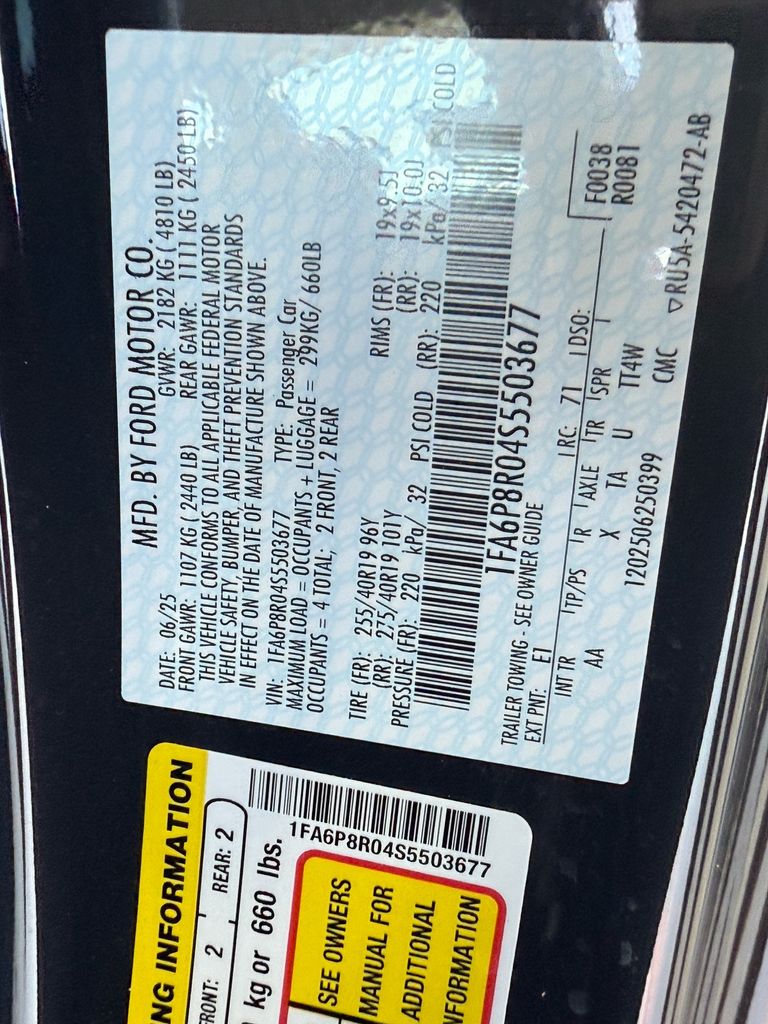 MFD. BY FORD MOTOR CO.
DATE: 06/25 GVWR: 2182 KG ( 4810 LB)
FRONT GAWR: 1107 KG ( 2440 LB) REAR GAWR: 1111 KG ( 2450 LB)
THIS VEHICLE CONFORMS TO ALL APPLICABLE FEDERAL MOTOR
VEHICLE SAFETY, BUMPER, AND THEFT PREVENTION STANDARDS
IN EFFECT ON THE DATE OF MANUFACTURE SHOWN ABOVE.
VIN: 1FA6P8R04S5503677 TYPE: Passenger Car
MAXIMUM LOAD = OCCUPANTS + LUGGAGE = 299KG/ 660LB
OCCUPANTS = 4 TOTAL; 2 FRONT, 2 REAR
TIRE (FR): 255/40R19 96Y RIMS (FR): 19x9.5J
(RR): 275/40R19 101Y (RR): 19x10.0J
PRESSURE (FR): 220 kPa/ 32 PSI COLD (RR): 220 kPa/ 32 PSI COLD
1FA6P8R04S5503677
TRAILER TOWING - SEE OWNER GUIDE
EXT PNT: E1 RC: 71 DSO: F0038
INT TR TP/PS R AXLE TR SPR R0081
AA X TA U TT4W
1202506250399 CMC ▽RU5A-5420472-AB
NG INFORMATION
FRONT: 2 REAR: 2
kg or 660 lbs.
1FA6P8R04S5503677
SEE OWNERS
MANUAL FOR
ADDITIONAL
NFORMATION